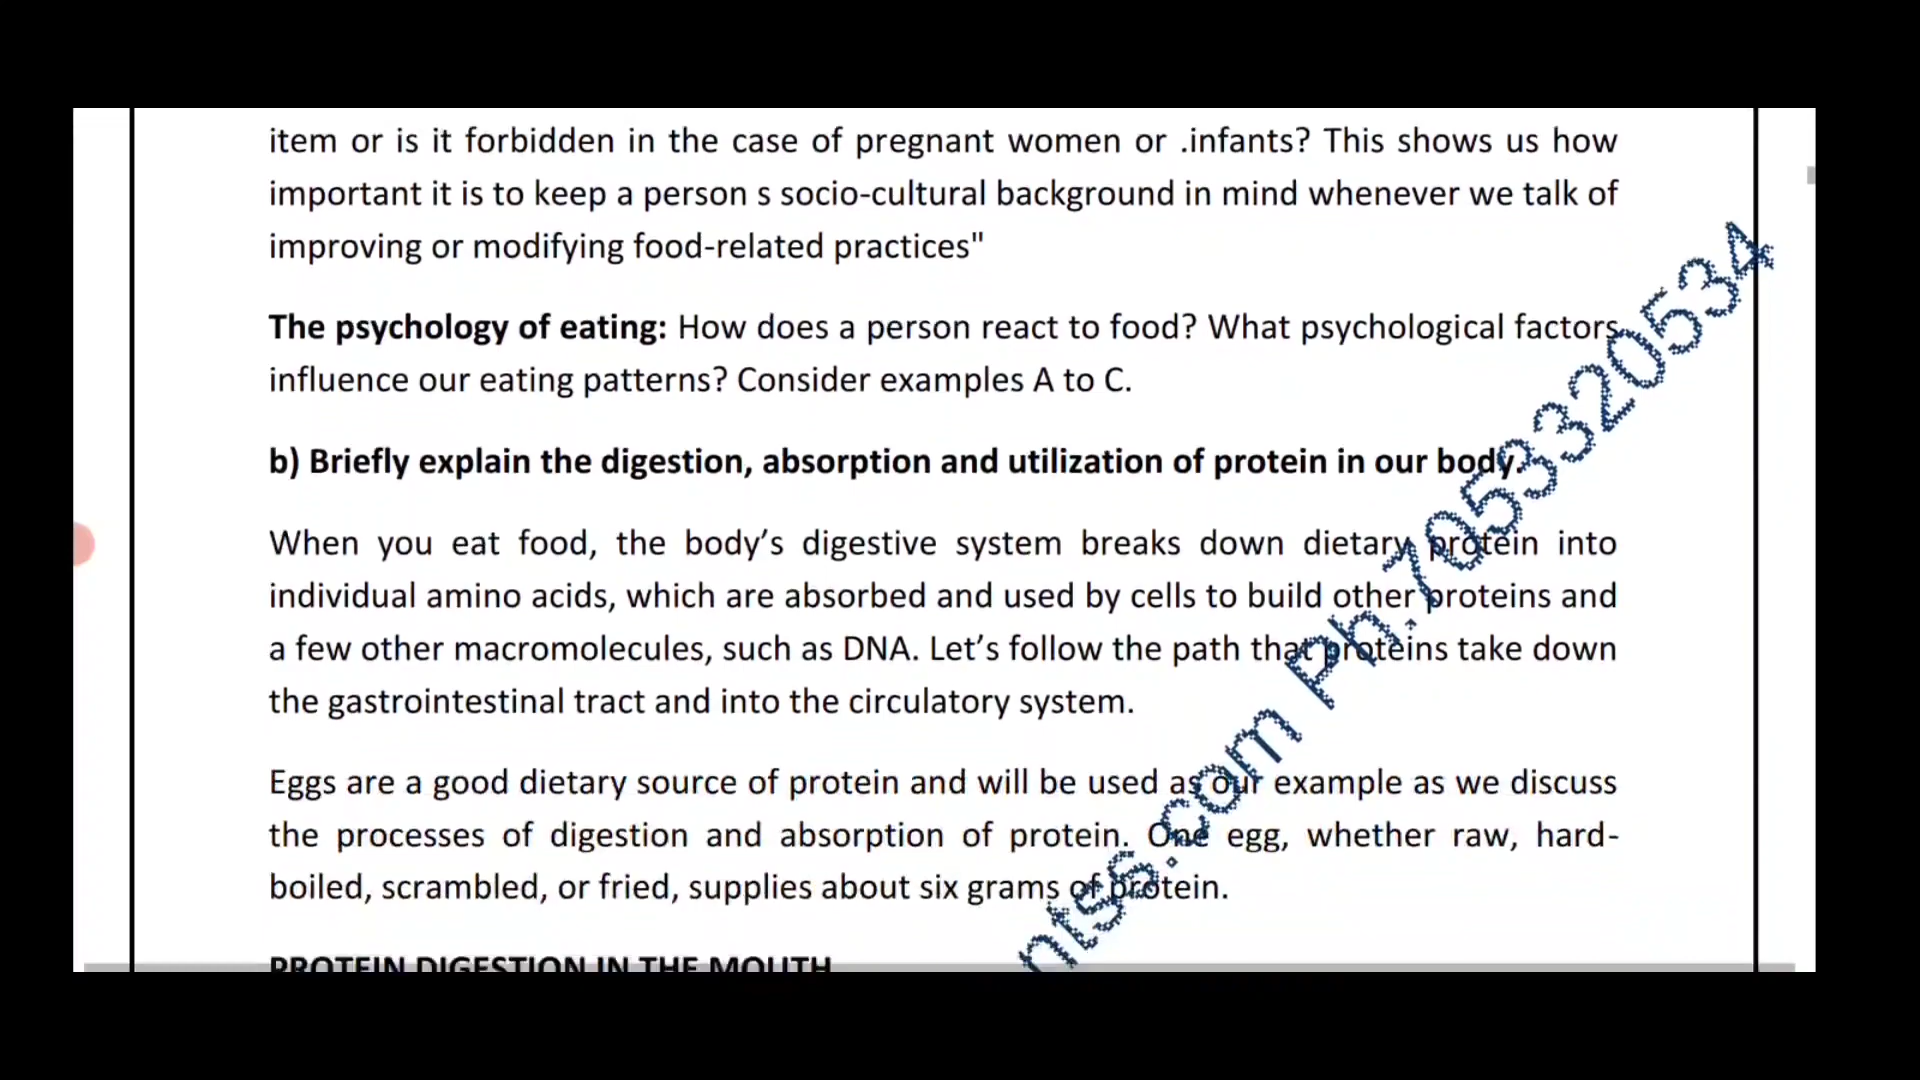 item or is it forbidden in the case of pregnant women or .infants? This shows us how
important it is to keep a person s socio-cultural background in mind whenever we talk of
improving or modifying food-related practices"
The psychology of eating: How does a person react to food? What psychological factors
influence our eating patterns? Consider examples A to C.
b) Briefly explain the digestion, absorption and utilization of protein in our body.
When you eat food, the body’s digestive system breaks down dietary protein into
individual amino acids, which are absorbed and used by cells to build other proteins and
a few other macromolecules, such as DNA. Let’s follow the path that proteins take down
the gastrointestinal tract and into the circulatory system.
Eggs are a good dietary source of protein and will be used as our example as we discuss
the processes of digestion and absorption of protein. One egg, whether raw, hard-
boiled, scrambled, or fried, supplies about six grams of protein.
PROTEIN DIGESTION IN THE MOUTH
ntss.com Ph.7053320534